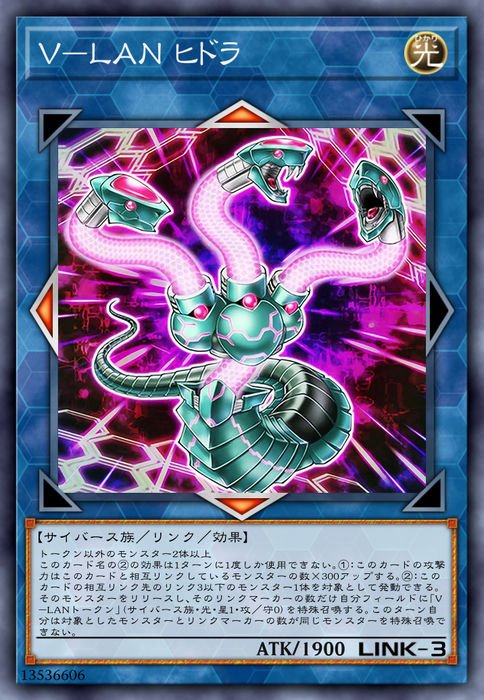 V－LAN ヒドラ
ひかり
光
【サイバース族／リンク／効果】
トークン以外のモンスター2体以上
このカード名の②の効果は1ターンに1度しか使用できない。①：このカードの攻撃
力はこのカードと相互リンクしているモンスターの数×300アップする。②：このカ
ードの相互リンク先のリンク3以下のモンスター1体を対象として発動できる。
そのモンスターをリリースし、そのリンクマーカーの数だけ自分フィールドに「V
－LANトークン」(サイバース族・光・星1・攻／守0)を特殊召喚する。このターン自
分は対象としたモンスターとリンクマーカーの数が同じモンスターを特殊召喚で
きない。
ATK/1900 LINK-3
13536606